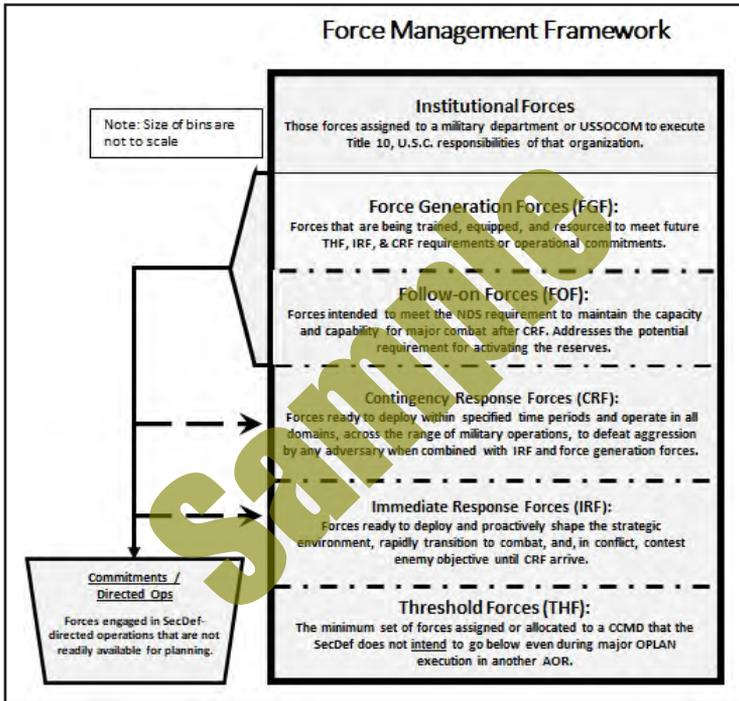 Force Management Framework
Note: Size of bins are
not to scale
Institutional Forces
Those forces assigned to a military department or USSOCOM to execute
Title 10, U.S.C. responsibilities of that organization.
Force Generation Forces (FGF):
Forces that are being trained, equipped, and resourced to meet future
THF, IRF, & CRF requirements or operational commitments.
Follow-on Forces (FOF):
Forces intended to meet the NDS requirement to maintain the capacity
and capability for major combat after CRF. Addresses the potential
requirement for activating the reserves.
Contingency Response Forces (CRF):
Forces ready to deploy within specified time periods and operate in all
domains, across the range of military operations, to defeat aggression
by any adversary when combined with IRF and force generation forces.
Immediate Response Forces (IRF):
Forces ready to deploy and proactively shape the strategic
environment, rapidly transition to combat, and, in conflict, contest
enemy objective until CRF arrive.
Threshold Forces (THF):
The minimum set of forces assigned or allocated to a CCMD that the
SecDef does not intend to go below even during major OPLAN
execution in another AOR.
Commitments /
Directed Ops
Forces engaged in SecDef-
directed operations that are not
readily available for planning.
Sample